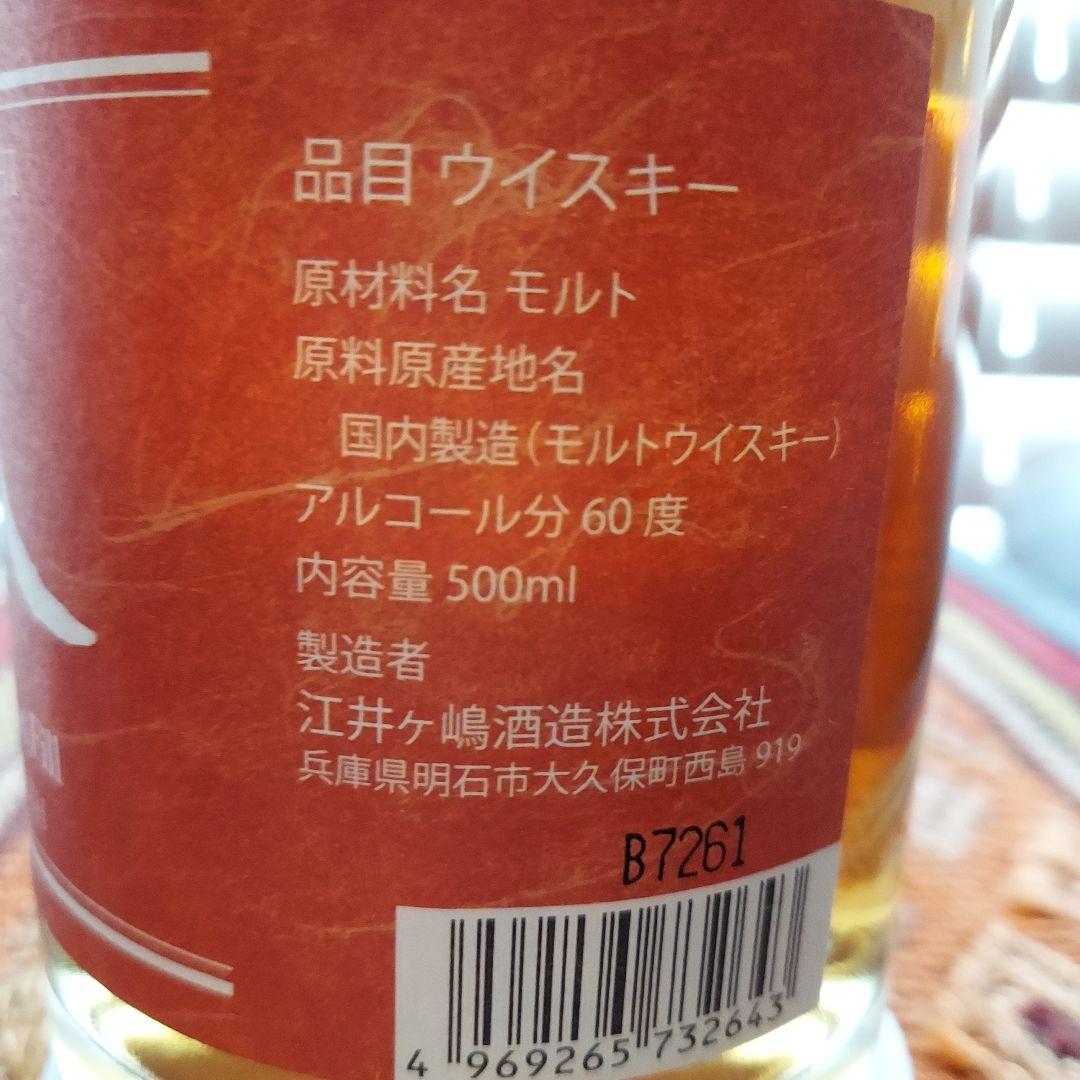 品目 ウイスキー
原材料名 モルト
原料原産地名
国内製造(モルトウイスキー)
アルコール分 60 度
内容量 500ml
製造者
江井ヶ嶋酒造株式会社
兵庫県明石市大久保町西島 919
B7261
4 969265 732643